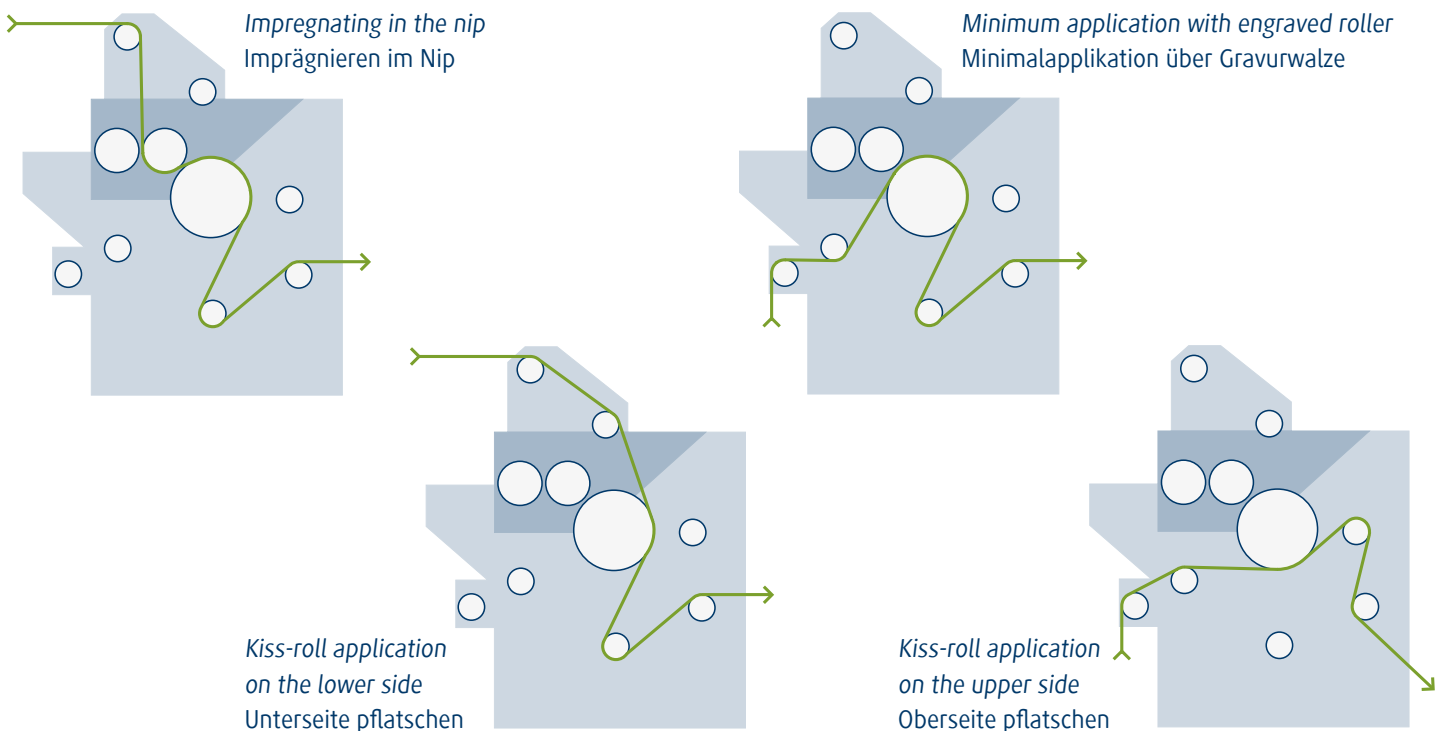 Impregnating in the nip
Imprägnieren im Nip
Minimum application with engraved roller
Minimalapplikation über Gravurwalze
Kiss-roll application
on the lower side
Unterseite pflatschen
Kiss-roll application
on the upper side
Oberseite pflatschen